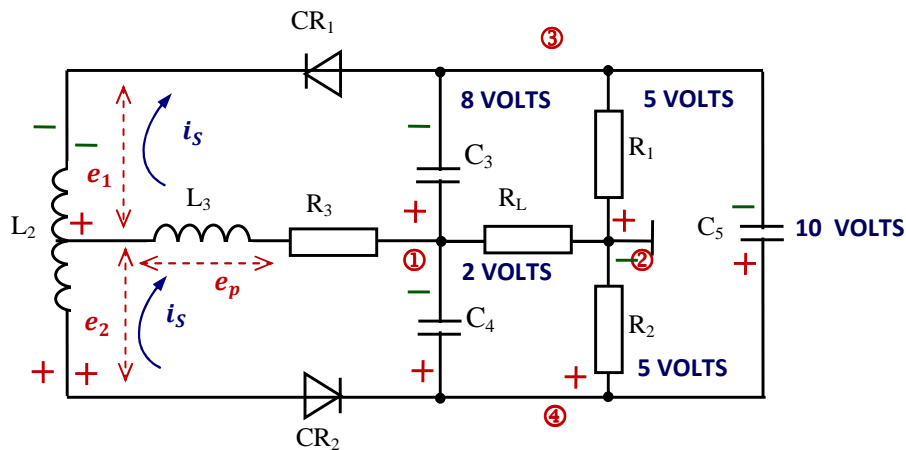 CR1
③
8 VOLTS
5 VOLTS
− − + − + + −
iS
e1
C3
R1
L3
R3
RL
L2
①
②
C5
10 VOLTS
ep
2 VOLTS
e2
iS
C4
R2
5 VOLTS
+ + − + − + +
④
CR2